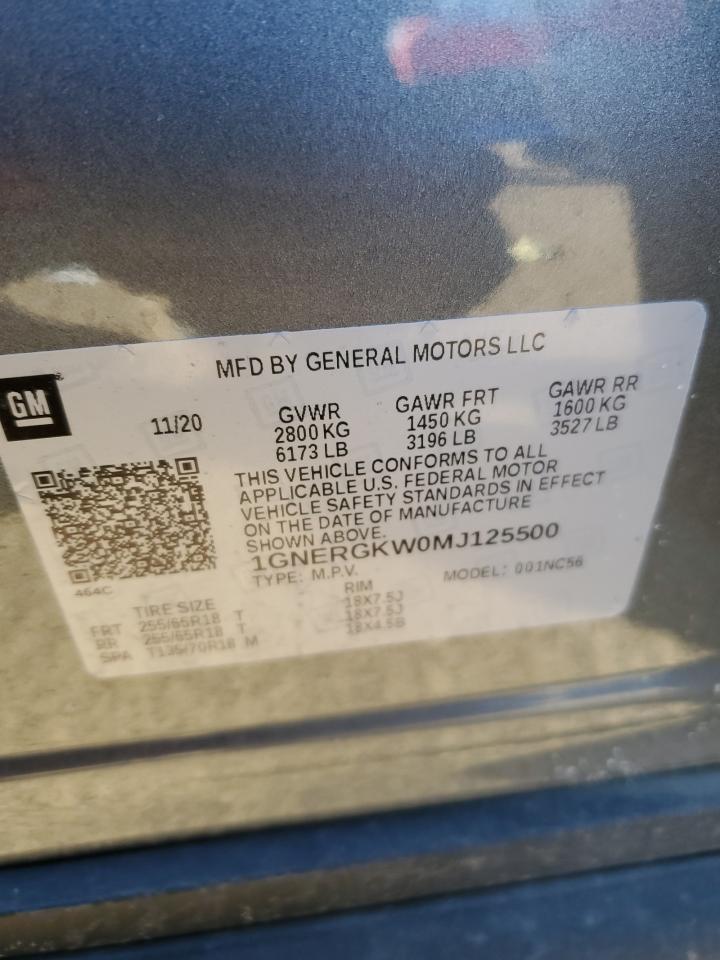 MFD BY GENERAL MOTORS LLC
GM
11/20
GVWR
2800 KG
6173 LB
GAWR FRT
1450 KG
3196 LB
GAWR RR
1600 KG
3527 LB
THIS VEHICLE CONFORMS TO ALL
APPLICABLE U.S. FEDERAL MOTOR
VEHICLE SAFETY STANDARDS IN EFFECT
ON THE DATE OF MANUFACTURE
SHOWN ABOVE.
1GNERGKW0MJ125500
TYPE: M.P.V.
MODEL: 001NC56
464C
TIRE SIZE
RIM
FRT 255/65R18 T 18X7.5J
RR 255/65R18 T 18X7.5J
SPA T135/70R18 M 18X4.5B